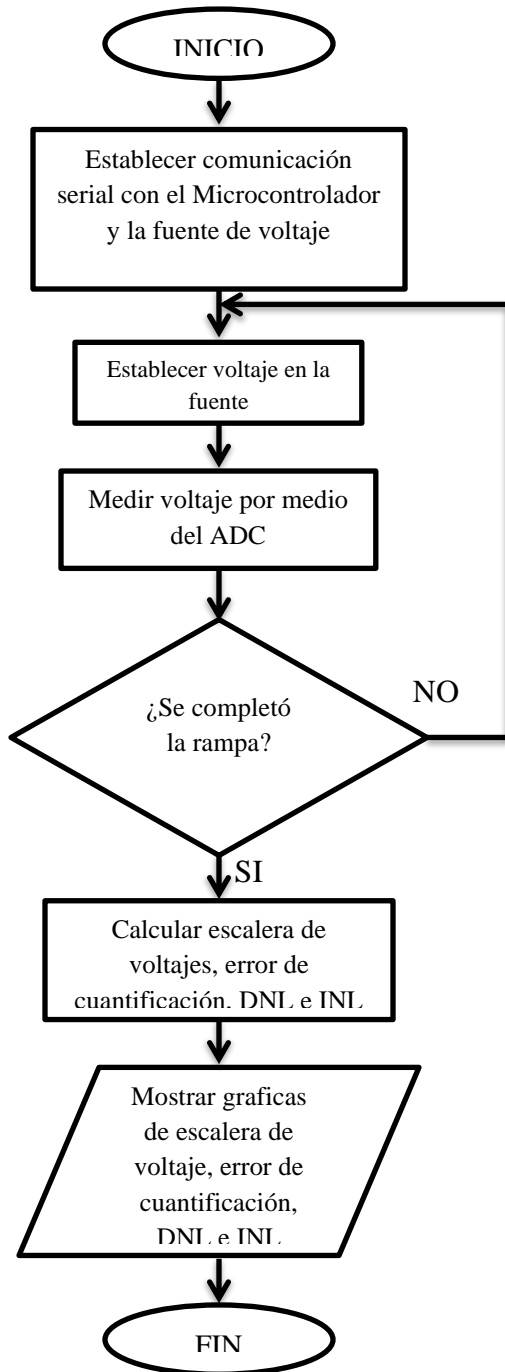 INICIO
Establecer comunicación
serial con el Microcontrolador
y la fuente de voltaje
Establecer voltaje en la
fuente
Medir voltaje por medio
del ADC
¿Se completó
la rampa?
NO
SI
Calcular escalera de
voltajes, error de
cuantificación, DNL e INL
Mostrar graficas
de escalera de
voltaje, error de
cuantificación,
DNL e INL
FIN